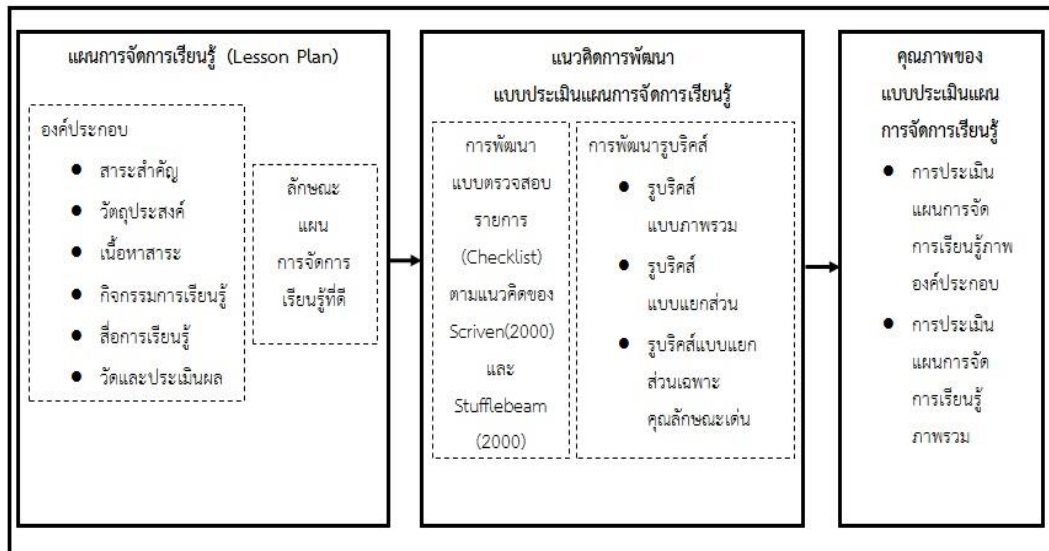 แผนการจัดการเรียนรู้ (Lesson Plan)
องค์ประกอบ
● สาระสำคัญ
● วัตถุประสงค์
● เนื้อหาสาระ
● กิจกรรมการเรียนรู้
● สื่อการเรียนรู้
● วัดและประเมินผล
ลักษณะ
แผน
การจัดการ
เรียนรู้ที่ดี
แนวคิดการพัฒนา
แบบประเมินแผนการจัดการเรียนรู้
การพัฒนา
แบบตรวจสอบ
รายการ
(Checklist)
ตามแนวคิดของ
Scriven(2000)
และ
Stufflebeam
(2000)
การพัฒนารูบริคส์
● รูบริคส์
แบบภาพรวม
● รูบริคส์
แบบแยกส่วน
● รูบริคส์แบบแยก
ส่วนเฉพาะ
คุณลักษณะเด่น
คุณภาพของ
แบบประเมินแผน
การจัดการเรียนรู้
● การประเมิน
แผนการจัด
การเรียนรู้ภาพ
องค์ประกอบ
● การประเมิน
แผนการจัด
การเรียนรู้
ภาพรวม